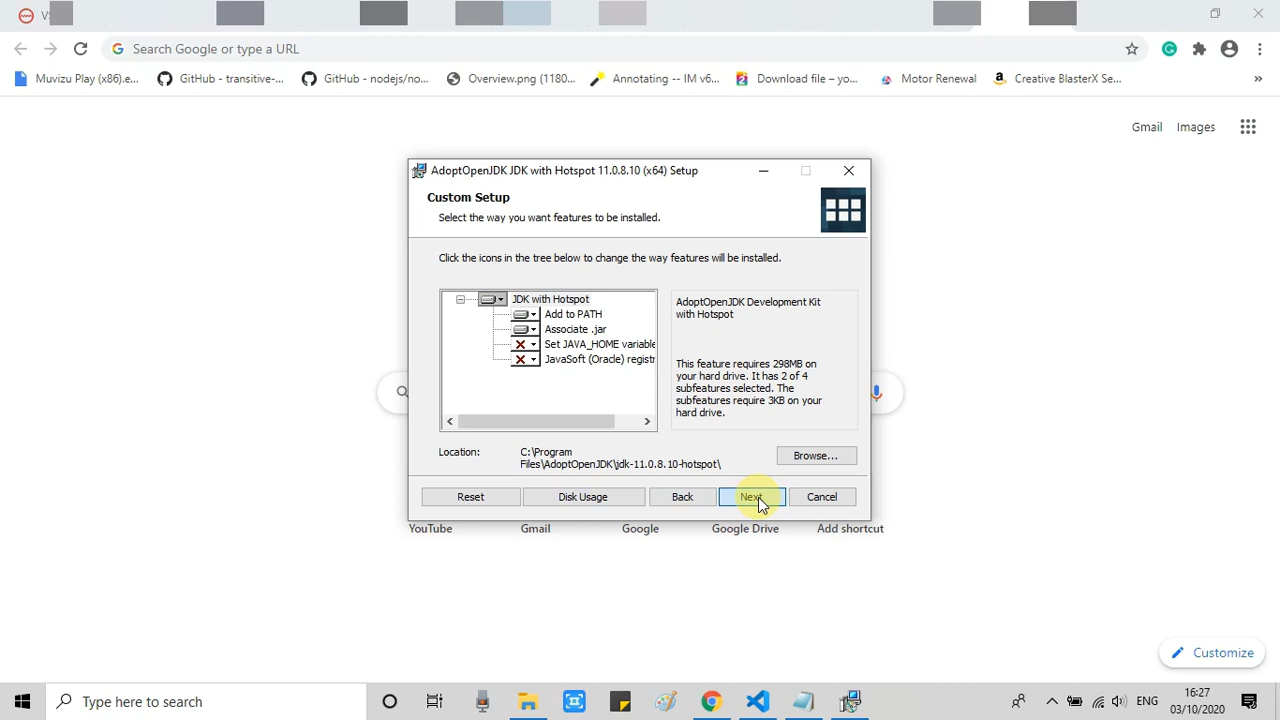 VS
Search Google or type a URL
Muvizu Play (x86).e... GitHub - transitive-... GitHub - nodejs/no... Overview.png (1180... Annotating -- IM v6... Download file – yo... Motor Renewal Creative BlasterX Se... »
Gmail Images
AdoptOpenJDK JDK with Hotspot 11.0.8.10 (x64) Setup
Custom Setup
Select the way you want features to be installed.
Click the icons in the tree below to change the way features will be installed.
JDK with Hotspot
Add to PATH
Associate .jar
Set JAVA_HOME variable
JavaSoft (Oracle) registr
AdoptOpenJDK Development Kit
with Hotspot
This feature requires 298MB on
your hard drive. It has 2 of 4
subfeatures selected. The
subfeatures require 3KB on your
hard drive.
Location: C:\Program
Files\AdoptOpenJDK\jdk-11.0.8.10-hotspot\
Browse...
Reset Disk Usage Back Next Cancel
YouTube Gmail Google Google Drive Add shortcut
Customize
Type here to search
ENG
16:27
03/10/2020